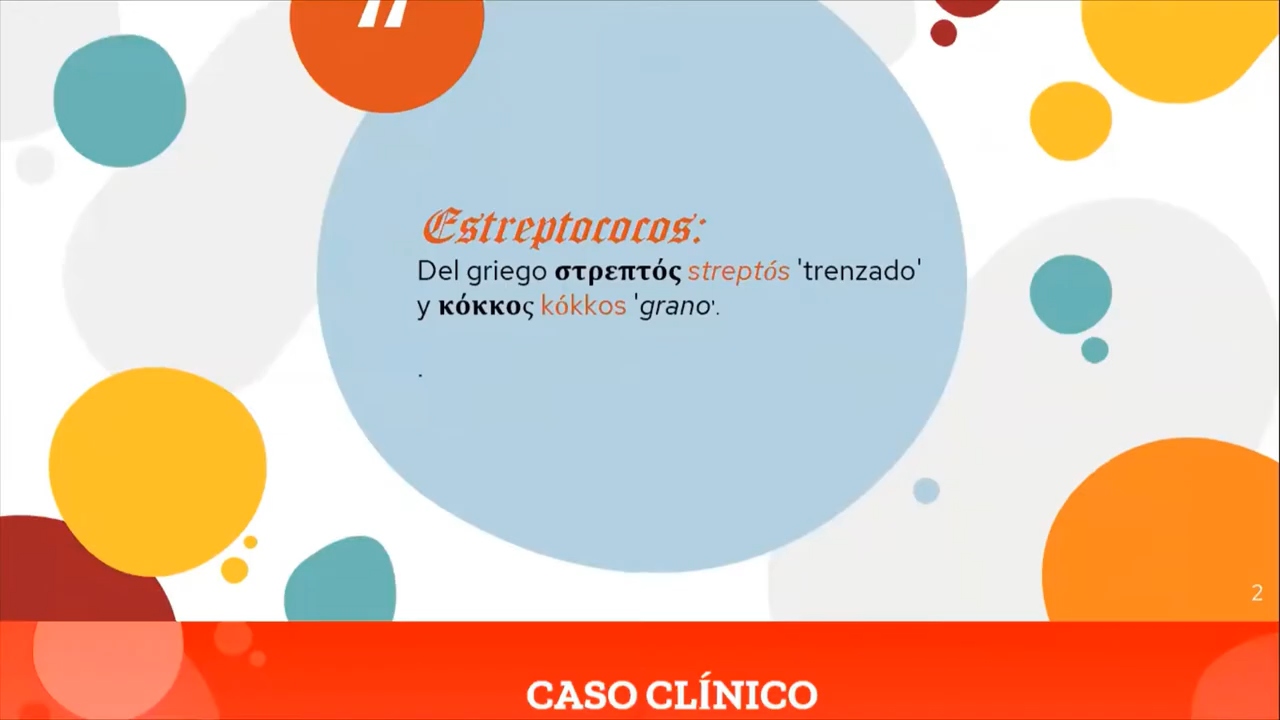 "
Estreptococos:
Del griego στρεπτός streptós 'trenzado'
y κόκκος kókkos 'grano'.
.
2
CASO CLÍNICO